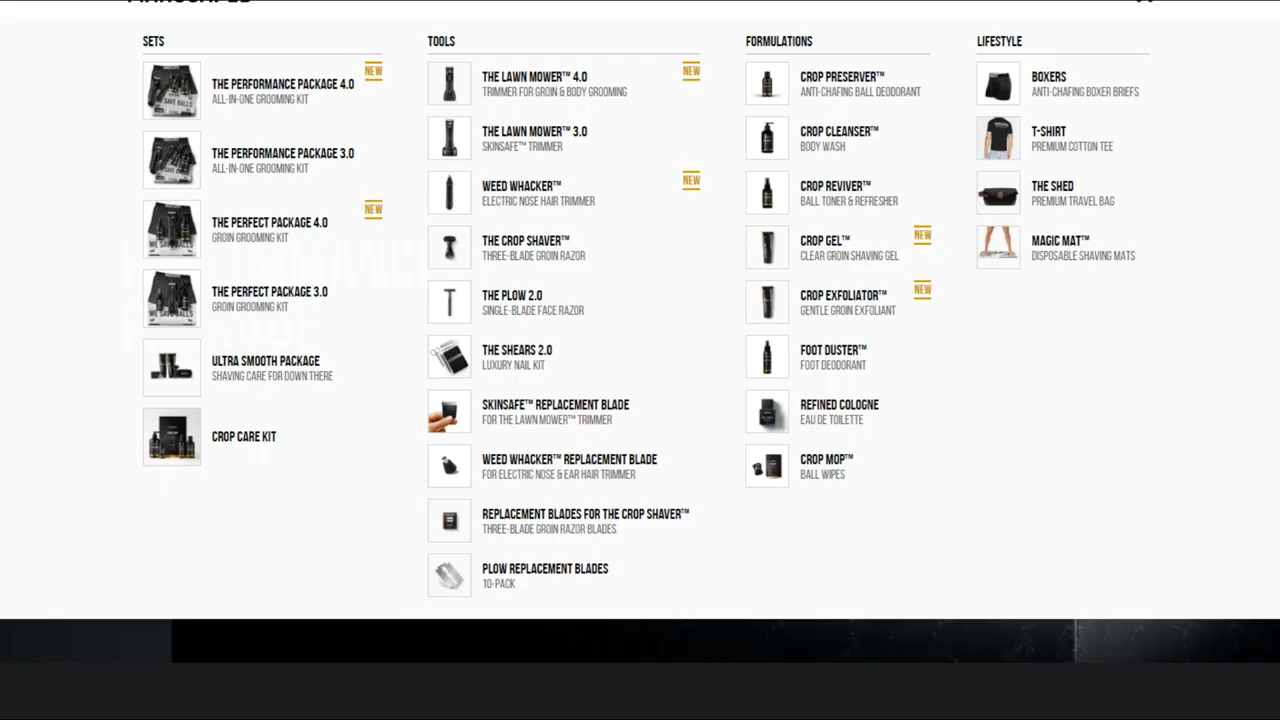 SETS
THE PERFORMANCE PACKAGE 4.0
NEW
ALL-IN-ONE GROOMING KIT
THE PERFORMANCE PACKAGE 3.0
ALL-IN-ONE GROOMING KIT
THE PERFECT PACKAGE 4.0
NEW
GROIN GROOMING KIT
THE PERFECT PACKAGE 3.0
GROIN GROOMING KIT
ULTRA SMOOTH PACKAGE
SHAVING CARE FOR DOWN THERE
CROP CARE KIT
TOOLS
THE LAWN MOWER™ 4.0
NEW
TRIMMER FOR GROIN & BODY GROOMING
THE LAWN MOWER™ 3.0
SKINSAFE™ TRIMMER
WEED WHACKER™
NEW
ELECTRIC NOSE HAIR TRIMMER
THE CROP SHAVER™
THREE-BLADE GROIN RAZOR
THE PLOW 2.0
SINGLE-BLADE FACE RAZOR
THE SHEARS 2.0
LUXURY NAIL KIT
SKINSAFE™ REPLACEMENT BLADE
FOR THE LAWN MOWER™ TRIMMER
WEED WHACKER™ REPLACEMENT BLADE
FOR ELECTRIC NOSE & EAR HAIR TRIMMER
REPLACEMENT BLADES FOR THE CROP SHAVER™
THREE-BLADE GROIN RAZOR BLADES
PLOW REPLACEMENT BLADES
10-PACK
FORMULATIONS
CROP PRESERVER™
ANTI-CHAFING BALL DEODORANT
CROP CLEANSER™
BODY WASH
CROP REVIVER™
BALL TONER & REFRESHER
CROP GEL™
NEW
CLEAR GROIN SHAVING GEL
CROP EXFOLIATOR™
NEW
GENTLE GROIN EXFOLIANT
FOOT DUSTER™
FOOT DEODORANT
REFINED COLOGNE
EAU DE TOILETTE
CROP MOP™
BALL WIPES
LIFESTYLE
BOXERS
ANTI-CHAFING BOXER BRIEFS
T-SHIRT
PREMIUM COTTON TEE
THE SHED
PREMIUM TRAVEL BAG
MAGIC MAT™
DISPOSABLE SHAVING MATS